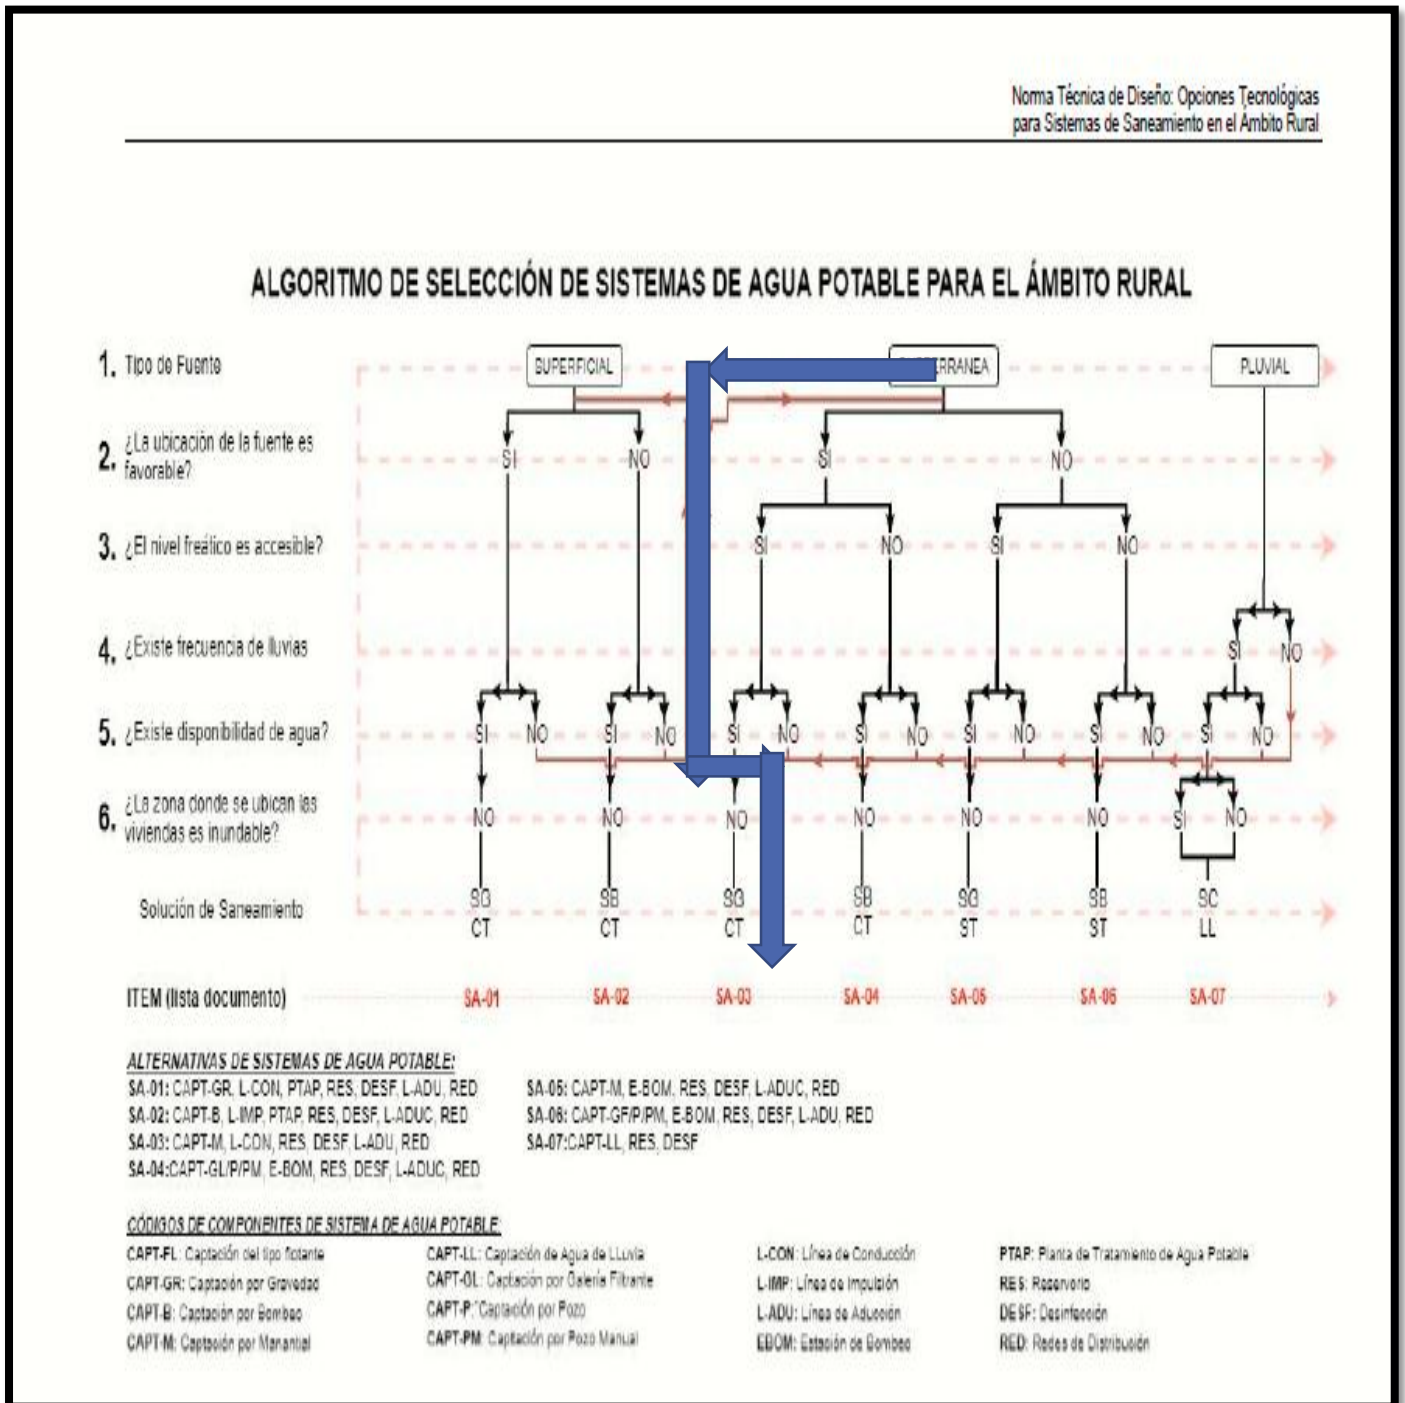 Norma Técnica de Diseño: Opciones Tecnológicas
para Sistemas de Saneamiento en el Ámbito Rural
ALGORITMO DE SELECCIÓN DE SISTEMAS DE AGUA POTABLE PARA EL ÁMBITO RURAL
1. Tipo de Fuente SUPERFICIAL ERRANEA PLUVIAL
2. ¿La ubicación de la fuente es
favorable?
SI NO SI NO
3. ¿El nivel freático es accesible? SI NO SI NO
4. ¿Existe frecuencia de lluvias SI NO
5. ¿Existe disponibilidad de agua? SI NO SI NO SI NO SI NO SI NO SI NO SI NO
6. ¿La zona donde se ubican las
viviendas es inundable?
NO NO NO NO NO NO SI NO
Solución de Saneamiento
SG SB SG SB SG SB SC
CT CT CT CT ST ST LL
ITEM (lista documento) SA-01 SA-02 SA-03 SA-04 SA-05 SA-06 SA-07
ALTERNATIVAS DE SISTEMAS DE AGUA POTABLE:
SA-01: CAPT-GR, L-CON, PTAP, RES, DESF, L-ADU, RED
SA-02: CAPT-B, L-IMP, PTAP, RES, DESF, L-ADUC, RED
SA-03: CAPT-M, L-CON, RES, DESF, L-ADU, RED
SA-04:CAPT-GL/P/PM, E-BOM, RES, DESF, L-ADUC, RED
SA-05: CAPT-M, E-BOM, RES, DESF, L-ADUC, RED
SA-06: CAPT-GF/P/PM, E-BOM, RES, DESF, L-ADU, RED
SA-07:CAPT-LL, RES, DESF
CÓDIGOS DE COMPONENTES DE SISTEMA DE AGUA POTABLE:
CAPT-FL: Captación del tipo flotante
CAPT-GR: Captación por Gravedad
CAPT-B: Captación por Bombeo
CAPT-M: Captación por Manantial
CAPT-LL: Captación de Agua de LLuvia
CAPT-GL: Captación por Galería Filtrante
CAPT-P: Captación por Pozo
CAPT-PM: Captación por Pozo Manual
L-CON: Línea de Conducción
L-IMP: Línea de Impulsión
L-ADU: Línea de Aducción
EBOM: Estación de Bombeo
PTAP: Planta de Tratamiento de Agua Potable
RES: Reservorio
DESF: Desinfección
RED: Redes de Distribución